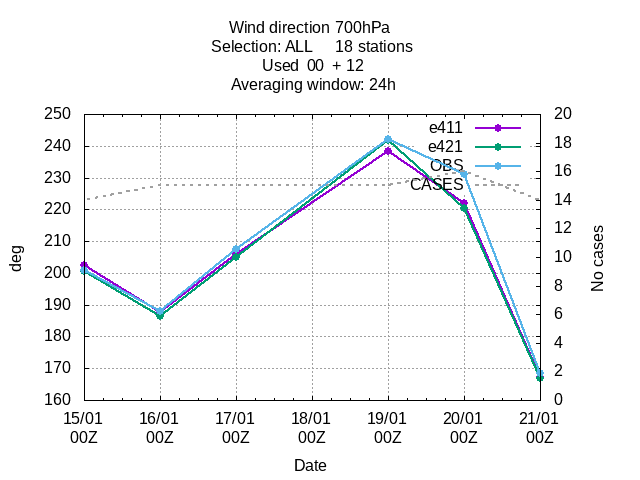 Wind direction 700hPa
Selection: ALL 18 stations
Used 00 + 12
Averaging window: 24h
250
240
230
220
210
200
190
180
170
160
deg
20
18
16
14
12
10
8
6
4
2
0
No cases
e411
e421
OBS
CASES
15/01 16/01 17/01 18/01 19/01 20/01 21/01
00Z 00Z 00Z 00Z 00Z 00Z 00Z
Date